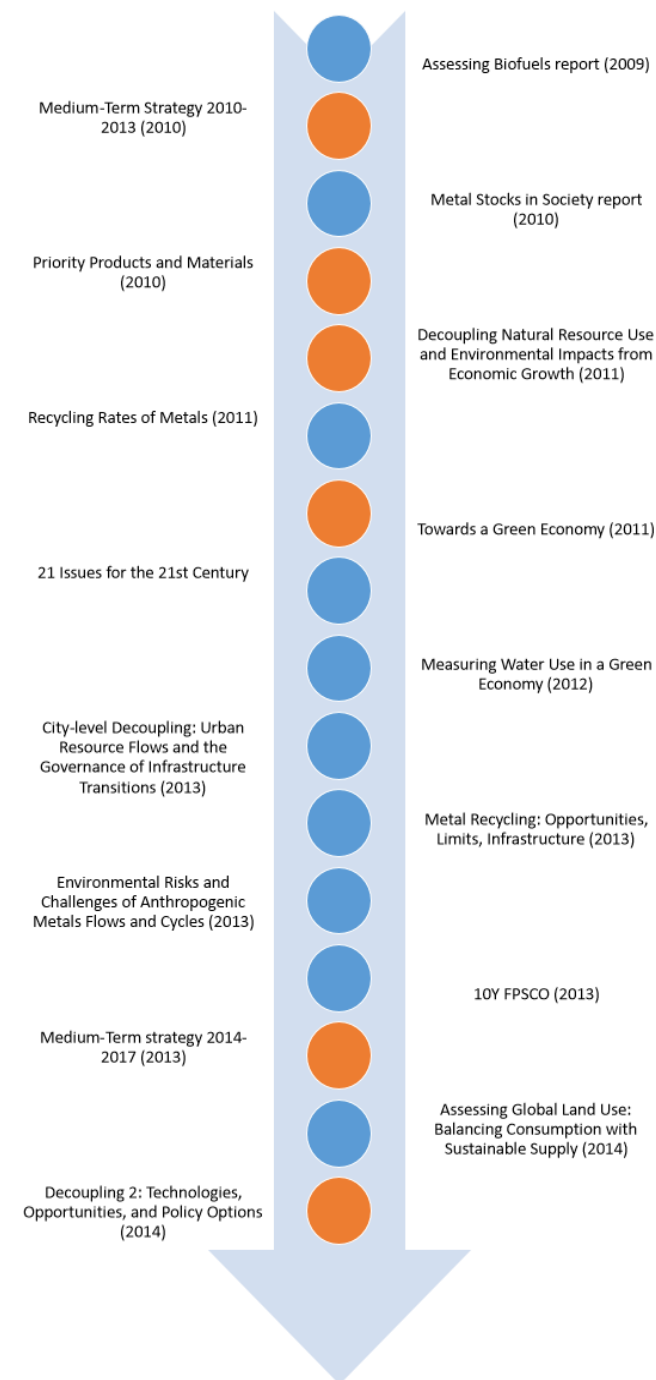 Assessing Biofuels report (2009)
Medium-Term Strategy 2010-
2013 (2010)
Metal Stocks in Society report
(2010)
Priority Products and Materials
(2010)
Decoupling Natural Resource Use
and Environmental Impacts from
Economic Growth (2011)
Recycling Rates of Metals (2011)
Towards a Green Economy (2011)
21 Issues for the 21st Century
Measuring Water Use in a Green
Economy (2012)
City-level Decoupling: Urban
Resource Flows and the
Governance of Infrastructure
Transitions (2013)
Metal Recycling: Opportunities,
Limits, Infrastructure (2013)
Environmental Risks and
Challenges of Anthropogenic
Metals Flows and Cycles (2013)
10Y FPSCO (2013)
Medium-Term strategy 2014-
2017 (2013)
Assessing Global Land Use:
Balancing Consumption with
Sustainable Supply (2014)
Decoupling 2: Technologies,
Opportunities, and Policy Options
(2014)